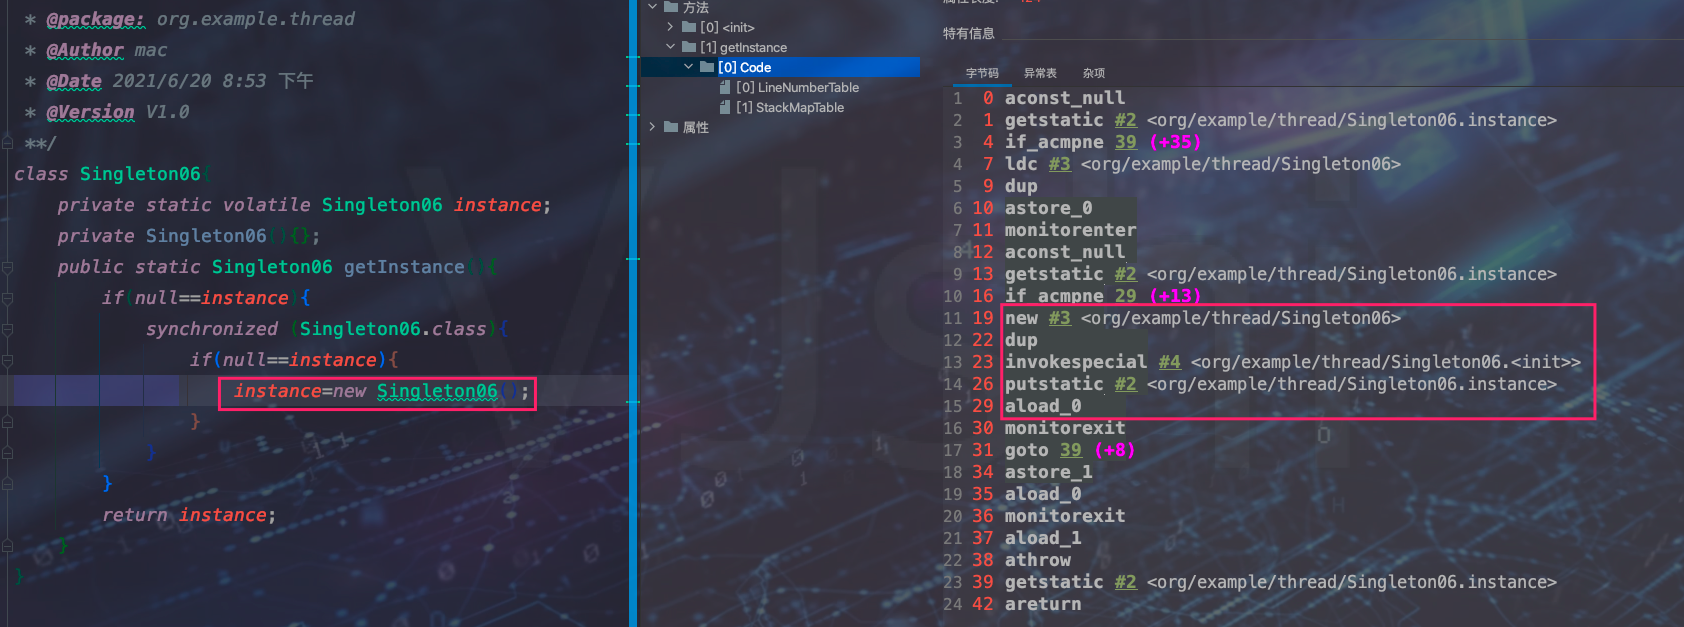 * @package: org.example.thread
* @Author mac
* @Date 2021/6/20 8:53 下午
* @Version V1.0
**/
class Singleton06{
private static volatile Singleton06 instance;
private Singleton06(){};
public static Singleton06 getInstance(){
if(null==instance){
synchronized (Singleton06.class){
if(null==instance){
instance=new Singleton06();
}
}
}
return instance;
}
}
方法
[0] <init>
[1] getInstance
[0] Code
[0] LineNumberTable
[1] StackMapTable
属性
特有信息
字节码 异常表 杂项
1 0 aconst_null
2 1 getstatic #2 <org/example/thread/Singleton06.instance>
3 4 if_acmpne 39 (+35)
4 7 ldc #3 <org/example/thread/Singleton06>
5 9 dup
6 10 astore_0
7 11 monitorenter
8 12 aconst_null
9 13 getstatic #2 <org/example/thread/Singleton06.instance>
10 16 if_acmpne 29 (+13)
11 19 new #3 <org/example/thread/Singleton06>
12 22 dup
13 23 invokespecial #4 <org/example/thread/Singleton06.<init>>
14 26 putstatic #2 <org/example/thread/Singleton06.instance>
15 29 aload_0
16 30 monitorexit
17 31 goto 39 (+8)
18 34 astore_1
19 35 aload_0
20 36 monitorexit
21 37 aload_1
22 38 athrow
23 39 getstatic #2 <org/example/thread/Singleton06.instance>
24 42 areturn